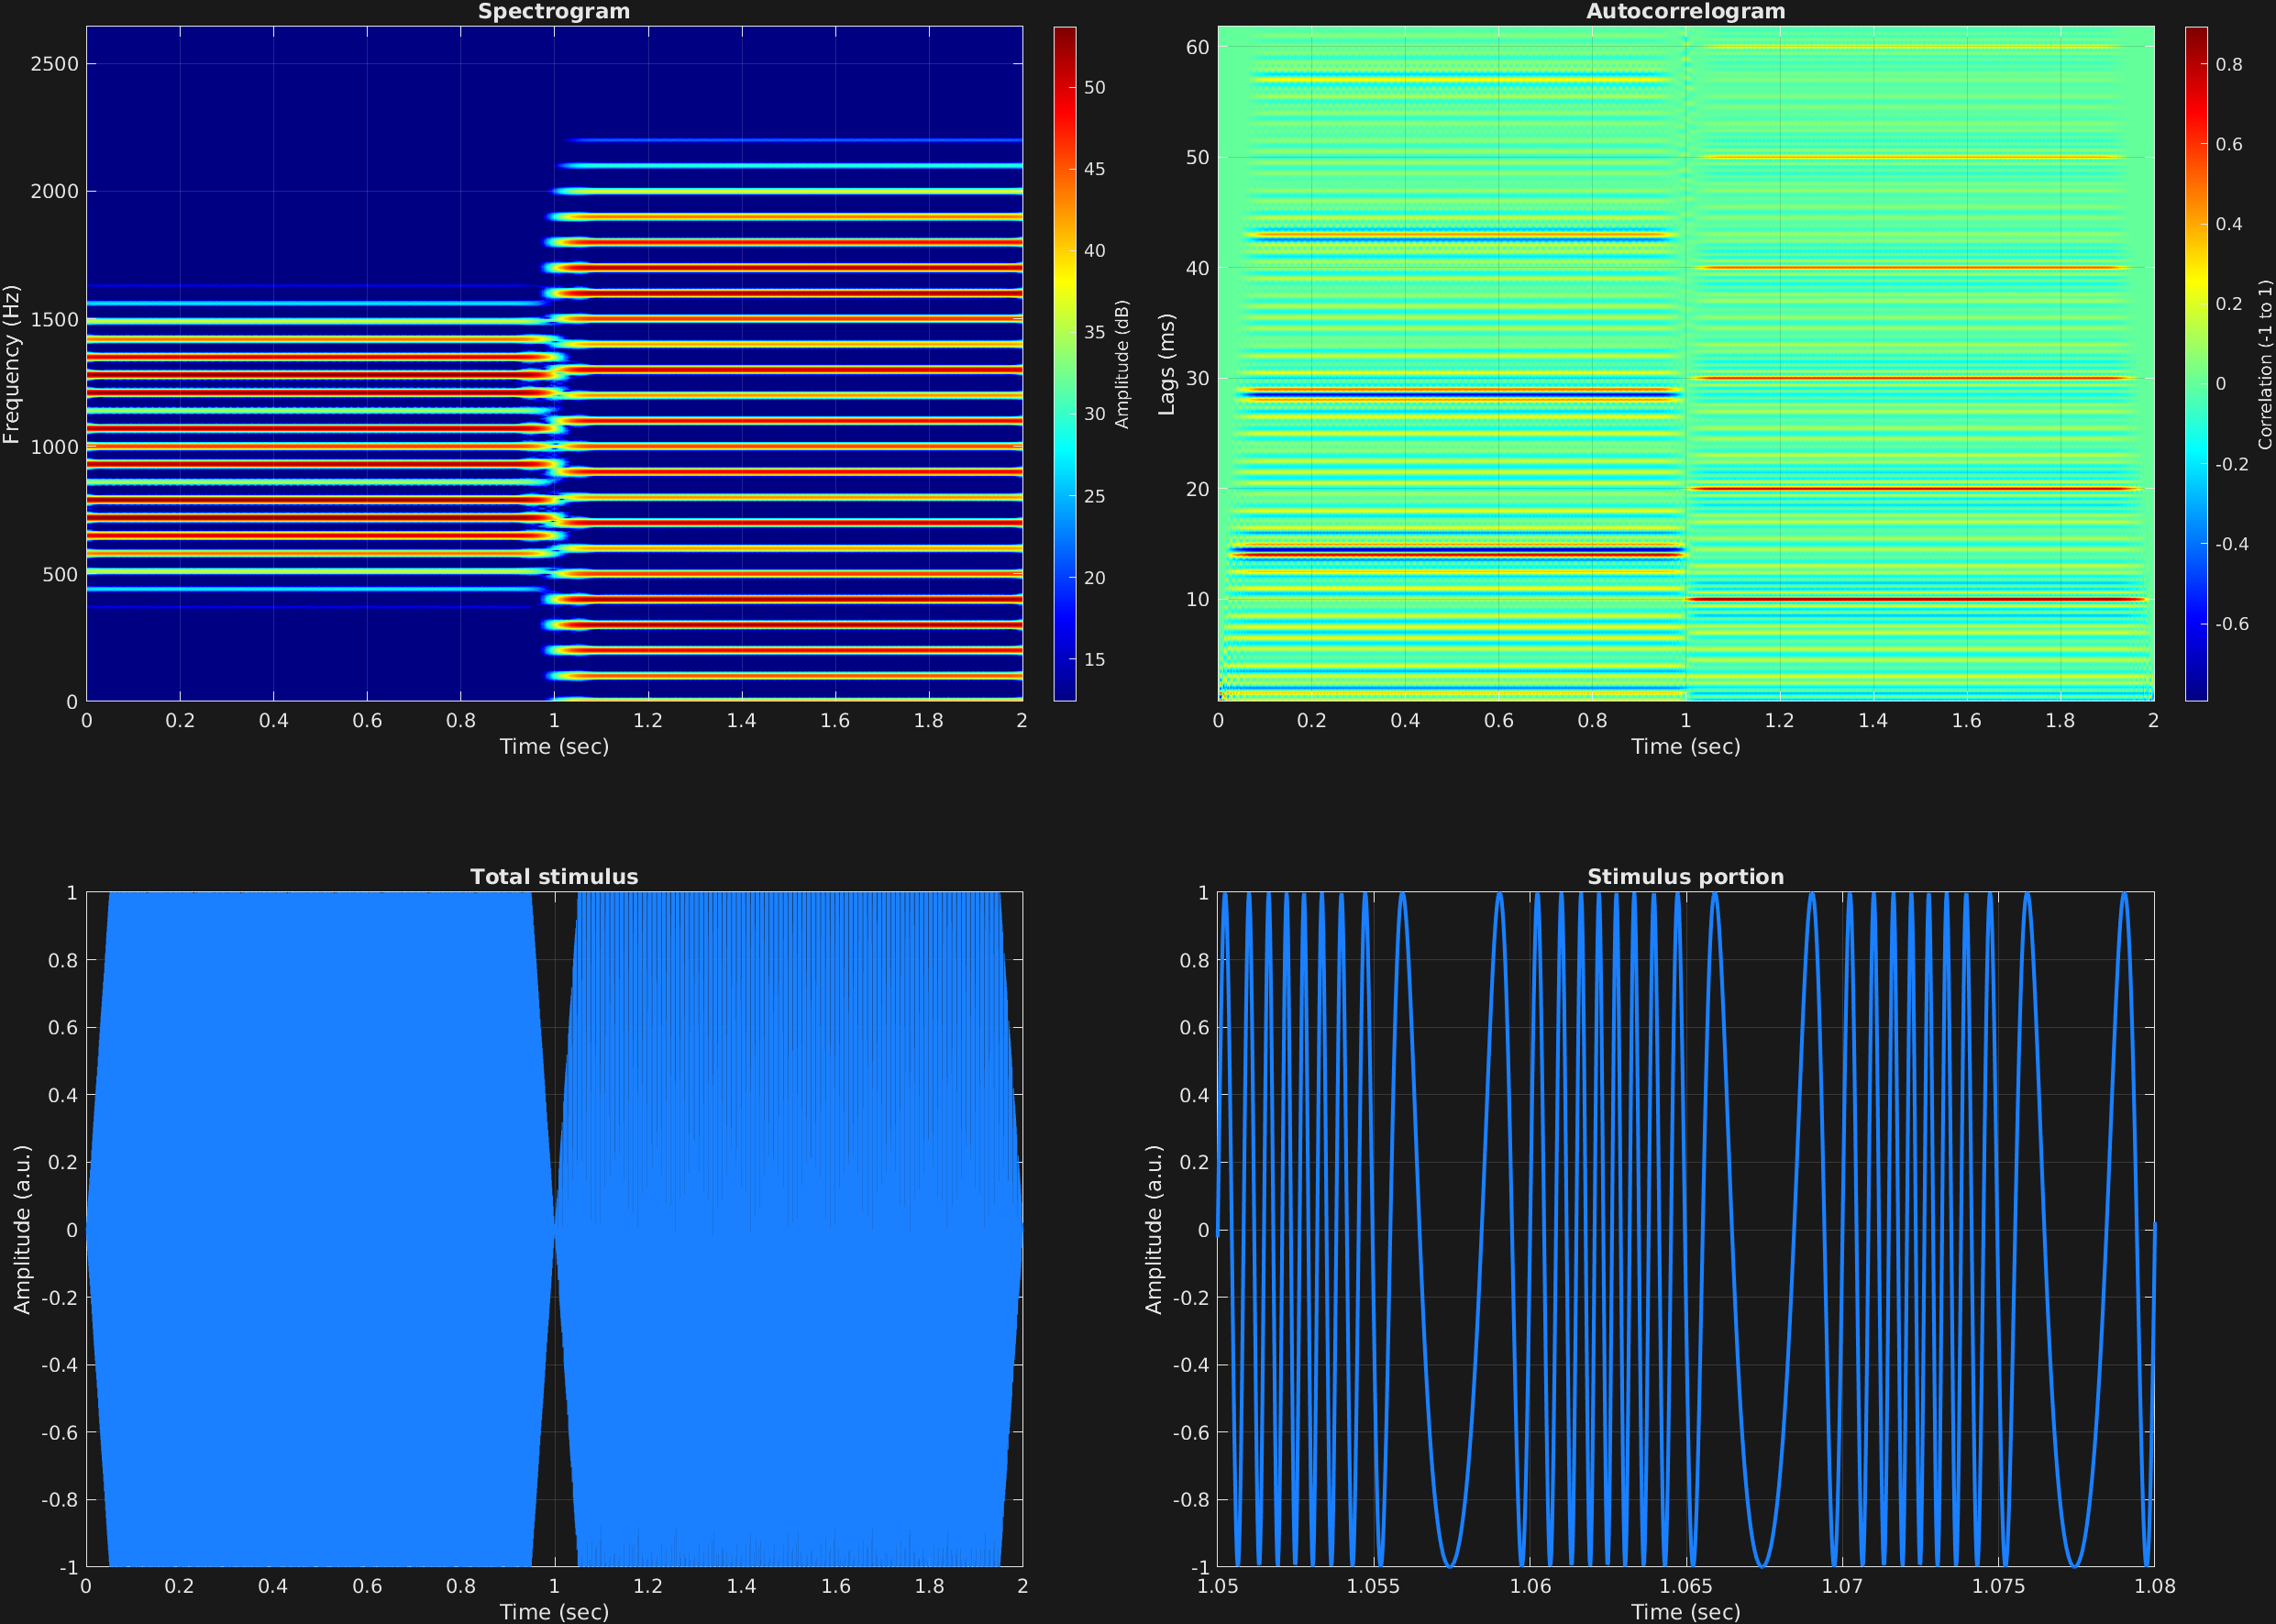 Spectrogram
Frequency (Hz)
2500
2000
1500
1000
500
0
0 0.2 0.4 0.6 0.8 1 1.2 1.4 1.6 1.8 2
Time (sec)
50
45
40
35
30
25
20
15
Amplitude (dB)
Autocorrelogram
Lags (ms)
60
50
40
30
20
10
0 0.2 0.4 0.6 0.8 1 1.2 1.4 1.6 1.8 2
Time (sec)
0.8
0.6
0.4
0.2
0
-0.2
-0.4
-0.6
Correlation (-1 to 1)
Total stimulus
Amplitude (a.u.)
1
0.8
0.6
0.4
0.2
0
-0.2
-0.4
-0.6
-0.8
-1
0 0.2 0.4 0.6 0.8 1 1.2 1.4 1.6 1.8 2
Time (sec)
Stimulus portion
Amplitude (a.u.)
1
0.8
0.6
0.4
0.2
0
-0.2
-0.4
-0.6
-0.8
-1
1.05 1.055 1.06 1.065 1.07 1.075 1.08
Time (sec)